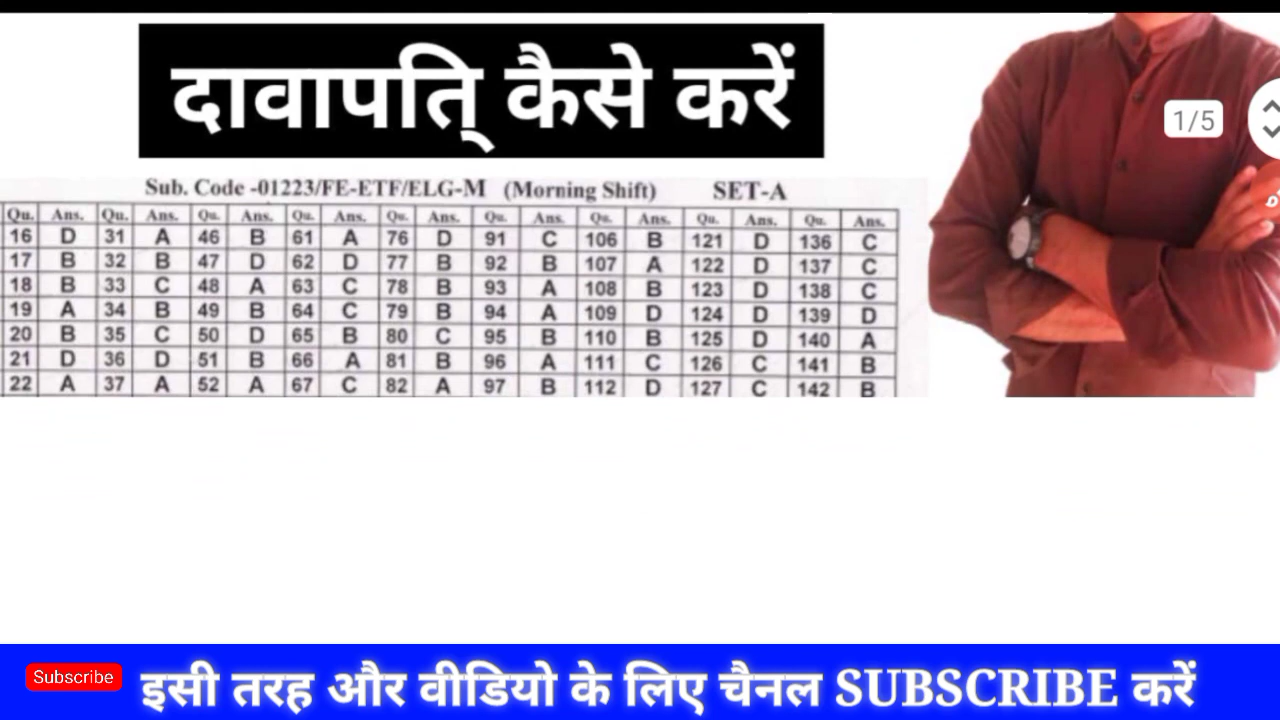 दावापति् कैसे करें
1/5
Sub. Code -01223/FE-ETF/ELG-M (Morning Shift) SET-A
Qu. Ans. Qu. Ans. Qu. Ans. Qu. Ans. Qu. Ans. Qu. Ans. Qu. Ans. Qu. Ans. Qu. Ans.
16 D 31 A 46 B 61 A 76 D 91 C 106 B 121 D 136 C
17 B 32 B 47 D 62 D 77 B 92 B 107 A 122 D 137 C
18 B 33 C 48 A 63 C 78 B 93 A 108 B 123 D 138 C
19 A 34 B 49 B 64 C 79 B 94 A 109 D 124 D 139 D
20 B 35 C 50 D 65 B 80 C 95 B 110 B 125 D 140 A
21 D 36 D 51 B 66 A 81 B 96 A 111 C 126 C 141 B
22 A 37 A 52 A 67 C 82 A 97 B 112 D 127 C 142 B
Subscribe इसी तरह और वीडियो के लिए चैनल SUBSCRIBE करें